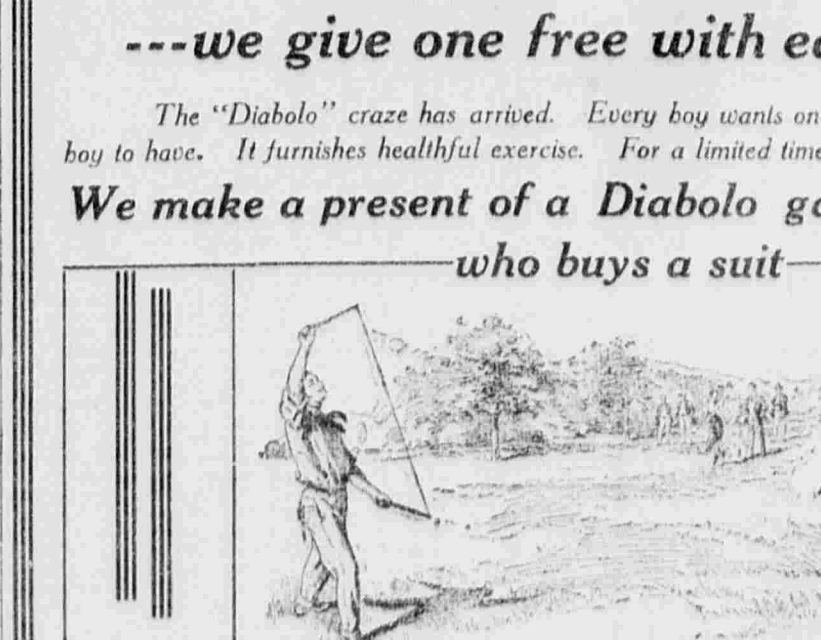 ---we give one free with
The "Diabolo" craze has arrived. Every boy wants
boy to have. It furnishes healthful exercise. For a limited time
We make a present of a Diabolo
who buys a suit